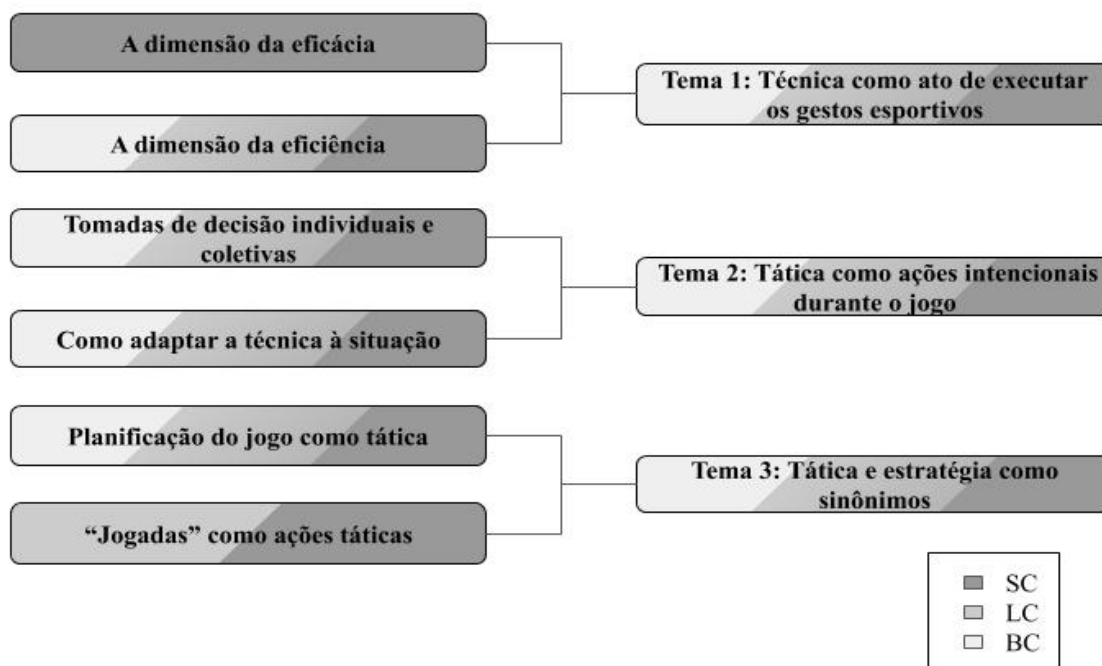 A dimensão da eficácia
A dimensão da eficiência
Tema 1: Técnica como ato de executar
os gestos esportivos
Tomadas de decisão individuais e
coletivas
Como adaptar a técnica à situação
Tema 2: Tática como ações intencionais
durante o jogo
Planificação do jogo como tática
“Jogadas” como ações táticas
Tema 3: Tática e estratégia como
sinônimos
SC
LC
BC